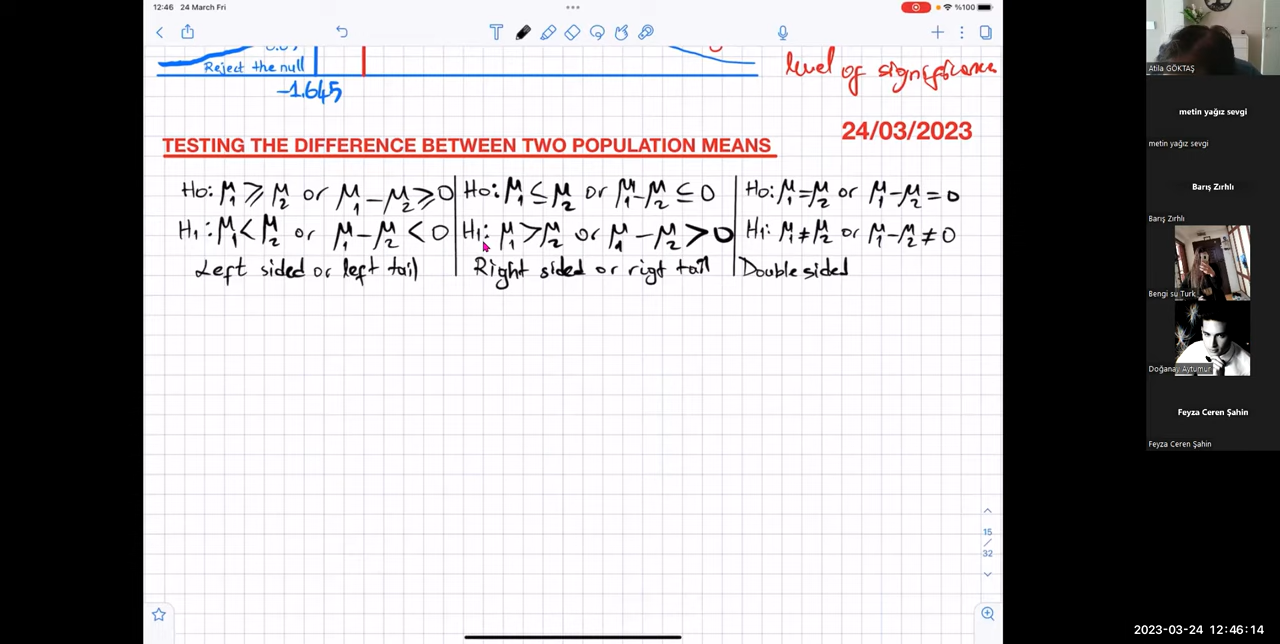 12:46 24 March Fri
%100
Reject the null
-1.645
level of significance
24/03/2023
TESTING THE DIFFERENCE BETWEEN TWO POPULATION MEANS
Ho: μ1 ⩾ μ2 or μ1 - μ2 ⩾ 0
H1: μ1 < μ2 or μ1 - μ2 < 0
Left sided or left tail
Ho: μ1 ≤ μ2 or μ1 - μ2 ≤ 0
H1: μ1 > μ2 or μ1 - μ2 > 0
Right sided or rigt tail
Ho: μ1 = μ2 or μ1 - μ2 = 0
H1: μ1 ≠ μ2 or μ1 - μ2 ≠ 0
Double sided
15
/
32
Atila GÖKTAŞ
metin yağız sevgi
metin yağız sevgi
Barış Zırhlı
Barış Zırhlı
Bengi su Turk
Doğanay Aytumur
Feyza Ceren Şahin
Feyza Ceren Şahin
2023-03-24 12:46:14